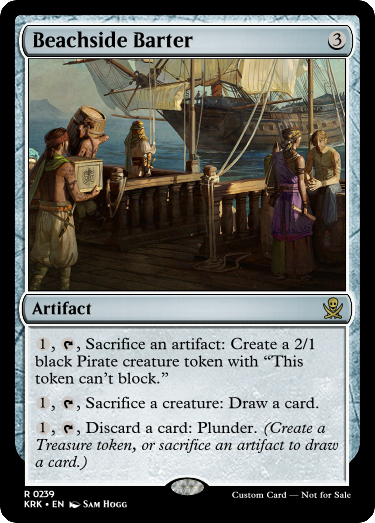 Beachside Barter 3
Artifact
1, , Sacrifice an artifact: Create a 2/1
black Pirate creature token with “This
token can’t block.”
1, , Sacrifice a creature: Draw a card.
1, , Discard a card: Plunder. (Create a
Treasure token, or sacrifice an artifact to draw
a card.)
R 0239
KRK • EN Sam Hogg
Custom Card — Not for Sale